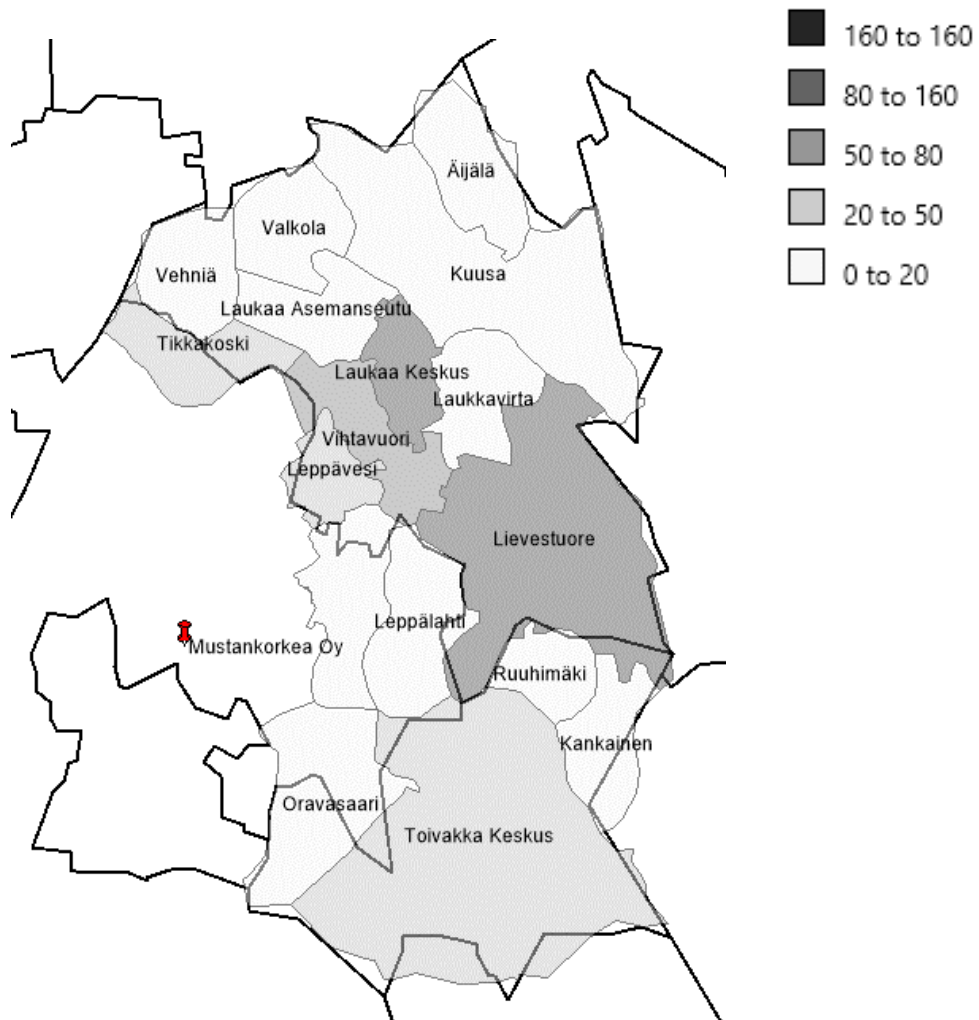 160 to 160
80 to 160
50 to 80
20 to 50
0 to 20
Äijälä
Valkola
Kuusa
Vehniä
Laukaa Asemanseutu
Tikkakoski
Laukaa Keskus
Laukkavirta
Vihtavuori
Leppävesi
Lievestuore
Leppälahti
Mustankorkea Oy
Ruuhimäki
Kankainen
Oravasaari
Toivakka Keskus